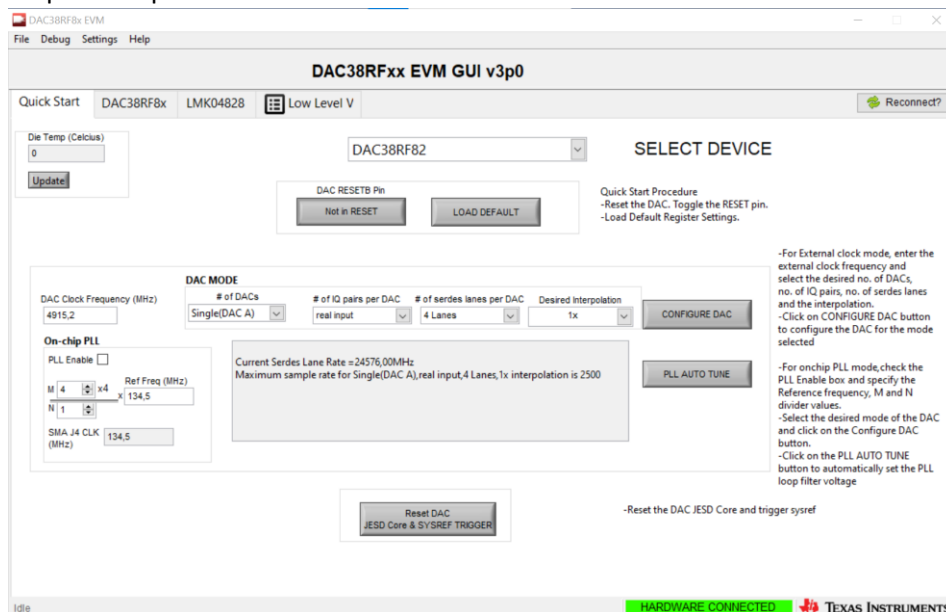 DAC38RF8x EVM
File Debug Settings Help
DAC38RFxx EVM GUI v3p0
Quick Start DAC38RF8x LMK04828 Low Level V Reconnect?
Die Temp (Celcius)
0
Update
DAC38RF82
SELECT DEVICE
DAC RESETB Pin
Not in RESET
LOAD DEFAULT
Quick Start Procedure
-Reset the DAC. Toggle the RESET pin.
-Load Default Register Settings.
DAC MODE
DAC Clock Frequency (MHz)
4915,2
# of DACs
Single(DAC A)
# of IQ pairs per DAC
real input
# of serdes lanes per DAC
4 Lanes
Desired Interpolation
1x
CONFIGURE DAC
-For External clock mode, enter the
external clock frequency and
select the desired no. of DACs,
no. of IQ pairs, no. of serdes lanes
and the interpolation.
-Click on CONFIGURE DAC button
to configure the DAC for the mode
selected
On-chip PLL
PLL Enable
M 4 x4
N 1
x
Ref Freq (MHz)
134,5
SMA J4 CLK
(MHz)
134,5
Current Serdes Lane Rate =24576,00MHz
Maximum sample rate for Single(DAC A),real input,4 Lanes,1x interpolation is 2500
PLL AUTO TUNE
-For onchip PLL mode,check the
PLL Enable box and specify the
Reference frequency, M and N
divider values.
-Select the desired mode of the DAC
and click on the Configure DAC
button.
-Click on the PLL AUTO TUNE
button to automatically set the PLL
loop filter voltage
Reset DAC
JESD Core & SYSREF TRIGGER
-Reset the DAC JESD Core and trigger sysref
Idle
HARDWARE CONNECTED
TEXAS INSTRUMENTS